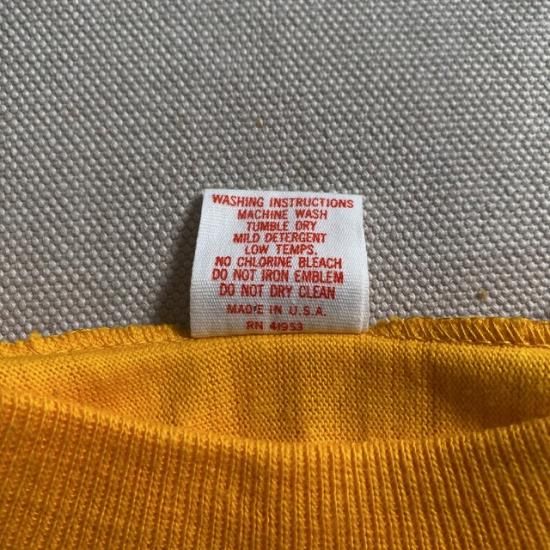 WASHING INSTRUCTIONS
MACHINE WASH
TUMBLE DRY
MILD DETERGENT
LOW TEMPS.
NO CHLORINE BLEACH
DO NOT IRON EMBLEM
DO NOT DRY CLEAN
MADE IN U.S.A.
RN 41953